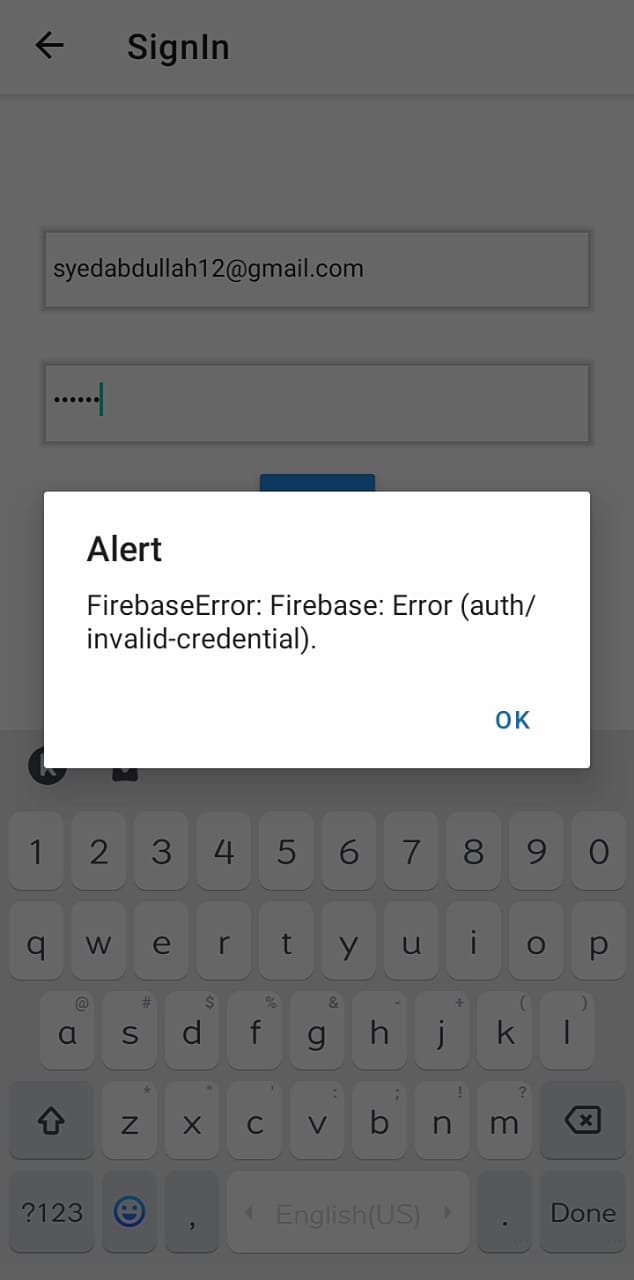 SignIn
syedabdullah12@gmail.com
••••••
Alert
FirebaseError: Firebase: Error (auth/
invalid-credential).
OK
1 2 3 4 5 6 7 8 9 0
q w e r t y u i o p
@ # $ % & - + ( )
a s d f g h j k l
* " ' : ; ! ?
z x c v b n m
?123 , English(US) . Done